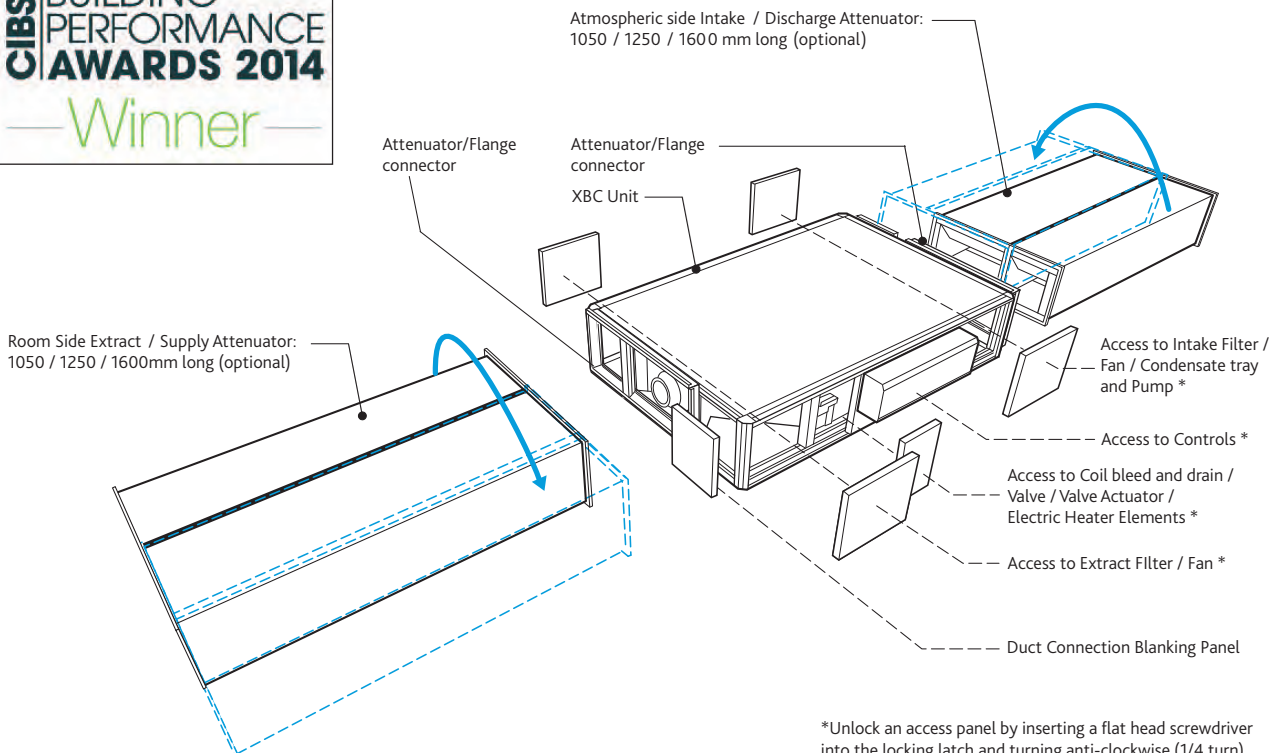 CIBS
BUILDING
PERFORMANCE
AWARDS 2014
Winner
Atmospheric side Intake / Discharge Attenuator:
1050 / 1250 / 1600 mm long (optional)
Attenuator/Flange
connector
Attenuator/Flange
connector
XBC Unit
Room Side Extract / Supply Attenuator:
1050 / 1250 / 1600mm long (optional)
Access to Intake Filter /
Fan / Condensate tray
and Pump *
Access to Controls *
Access to Coil bleed and drain /
Valve / Valve Actuator /
Electric Heater Elements *
Access to Extract FIlter / Fan *
Duct Connection Blanking Panel
*Unlock an access panel by inserting a flat head screwdriver
into the locking latch and turning anti-clockwise (1/4 turn)